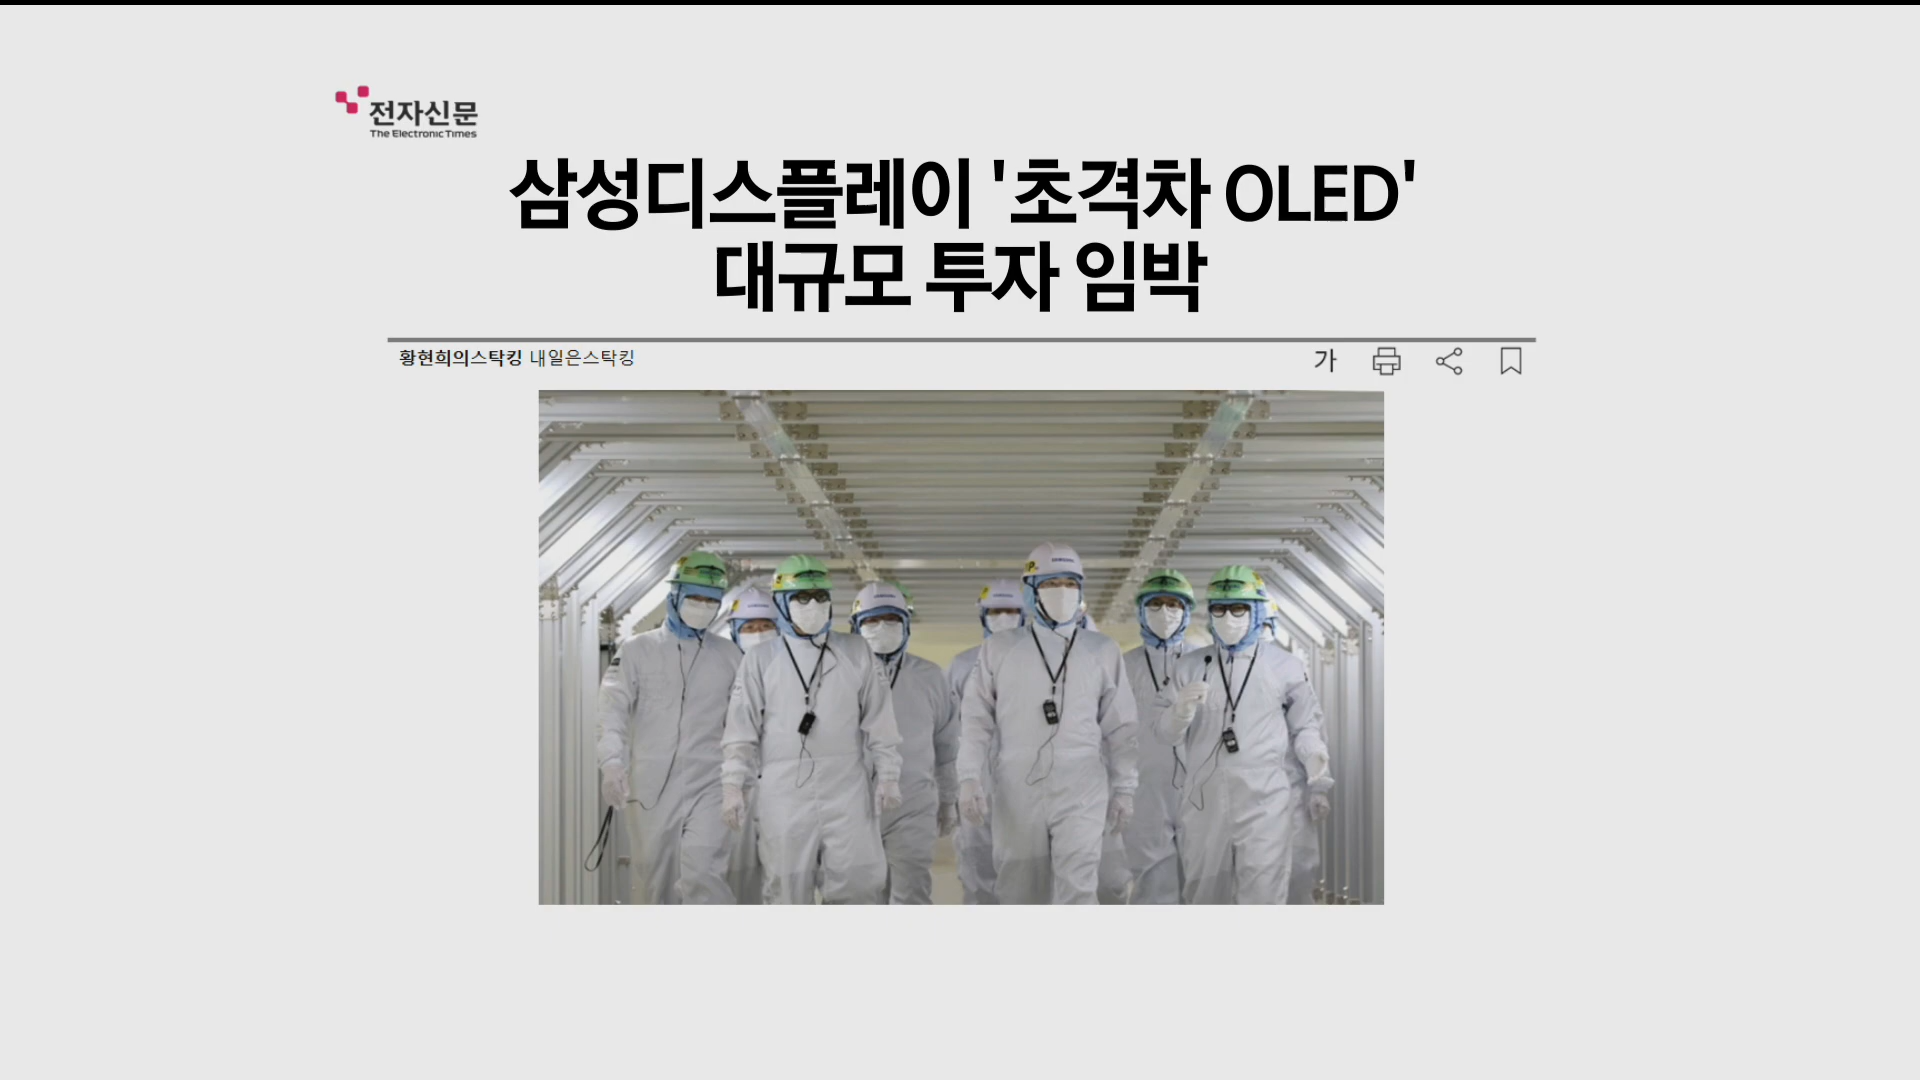 전자신문
The Electronic Times
삼성디스플레이 '초격차 OLED'
대규모 투자 임박
황현희의스탁킹 내일은스탁킹
가